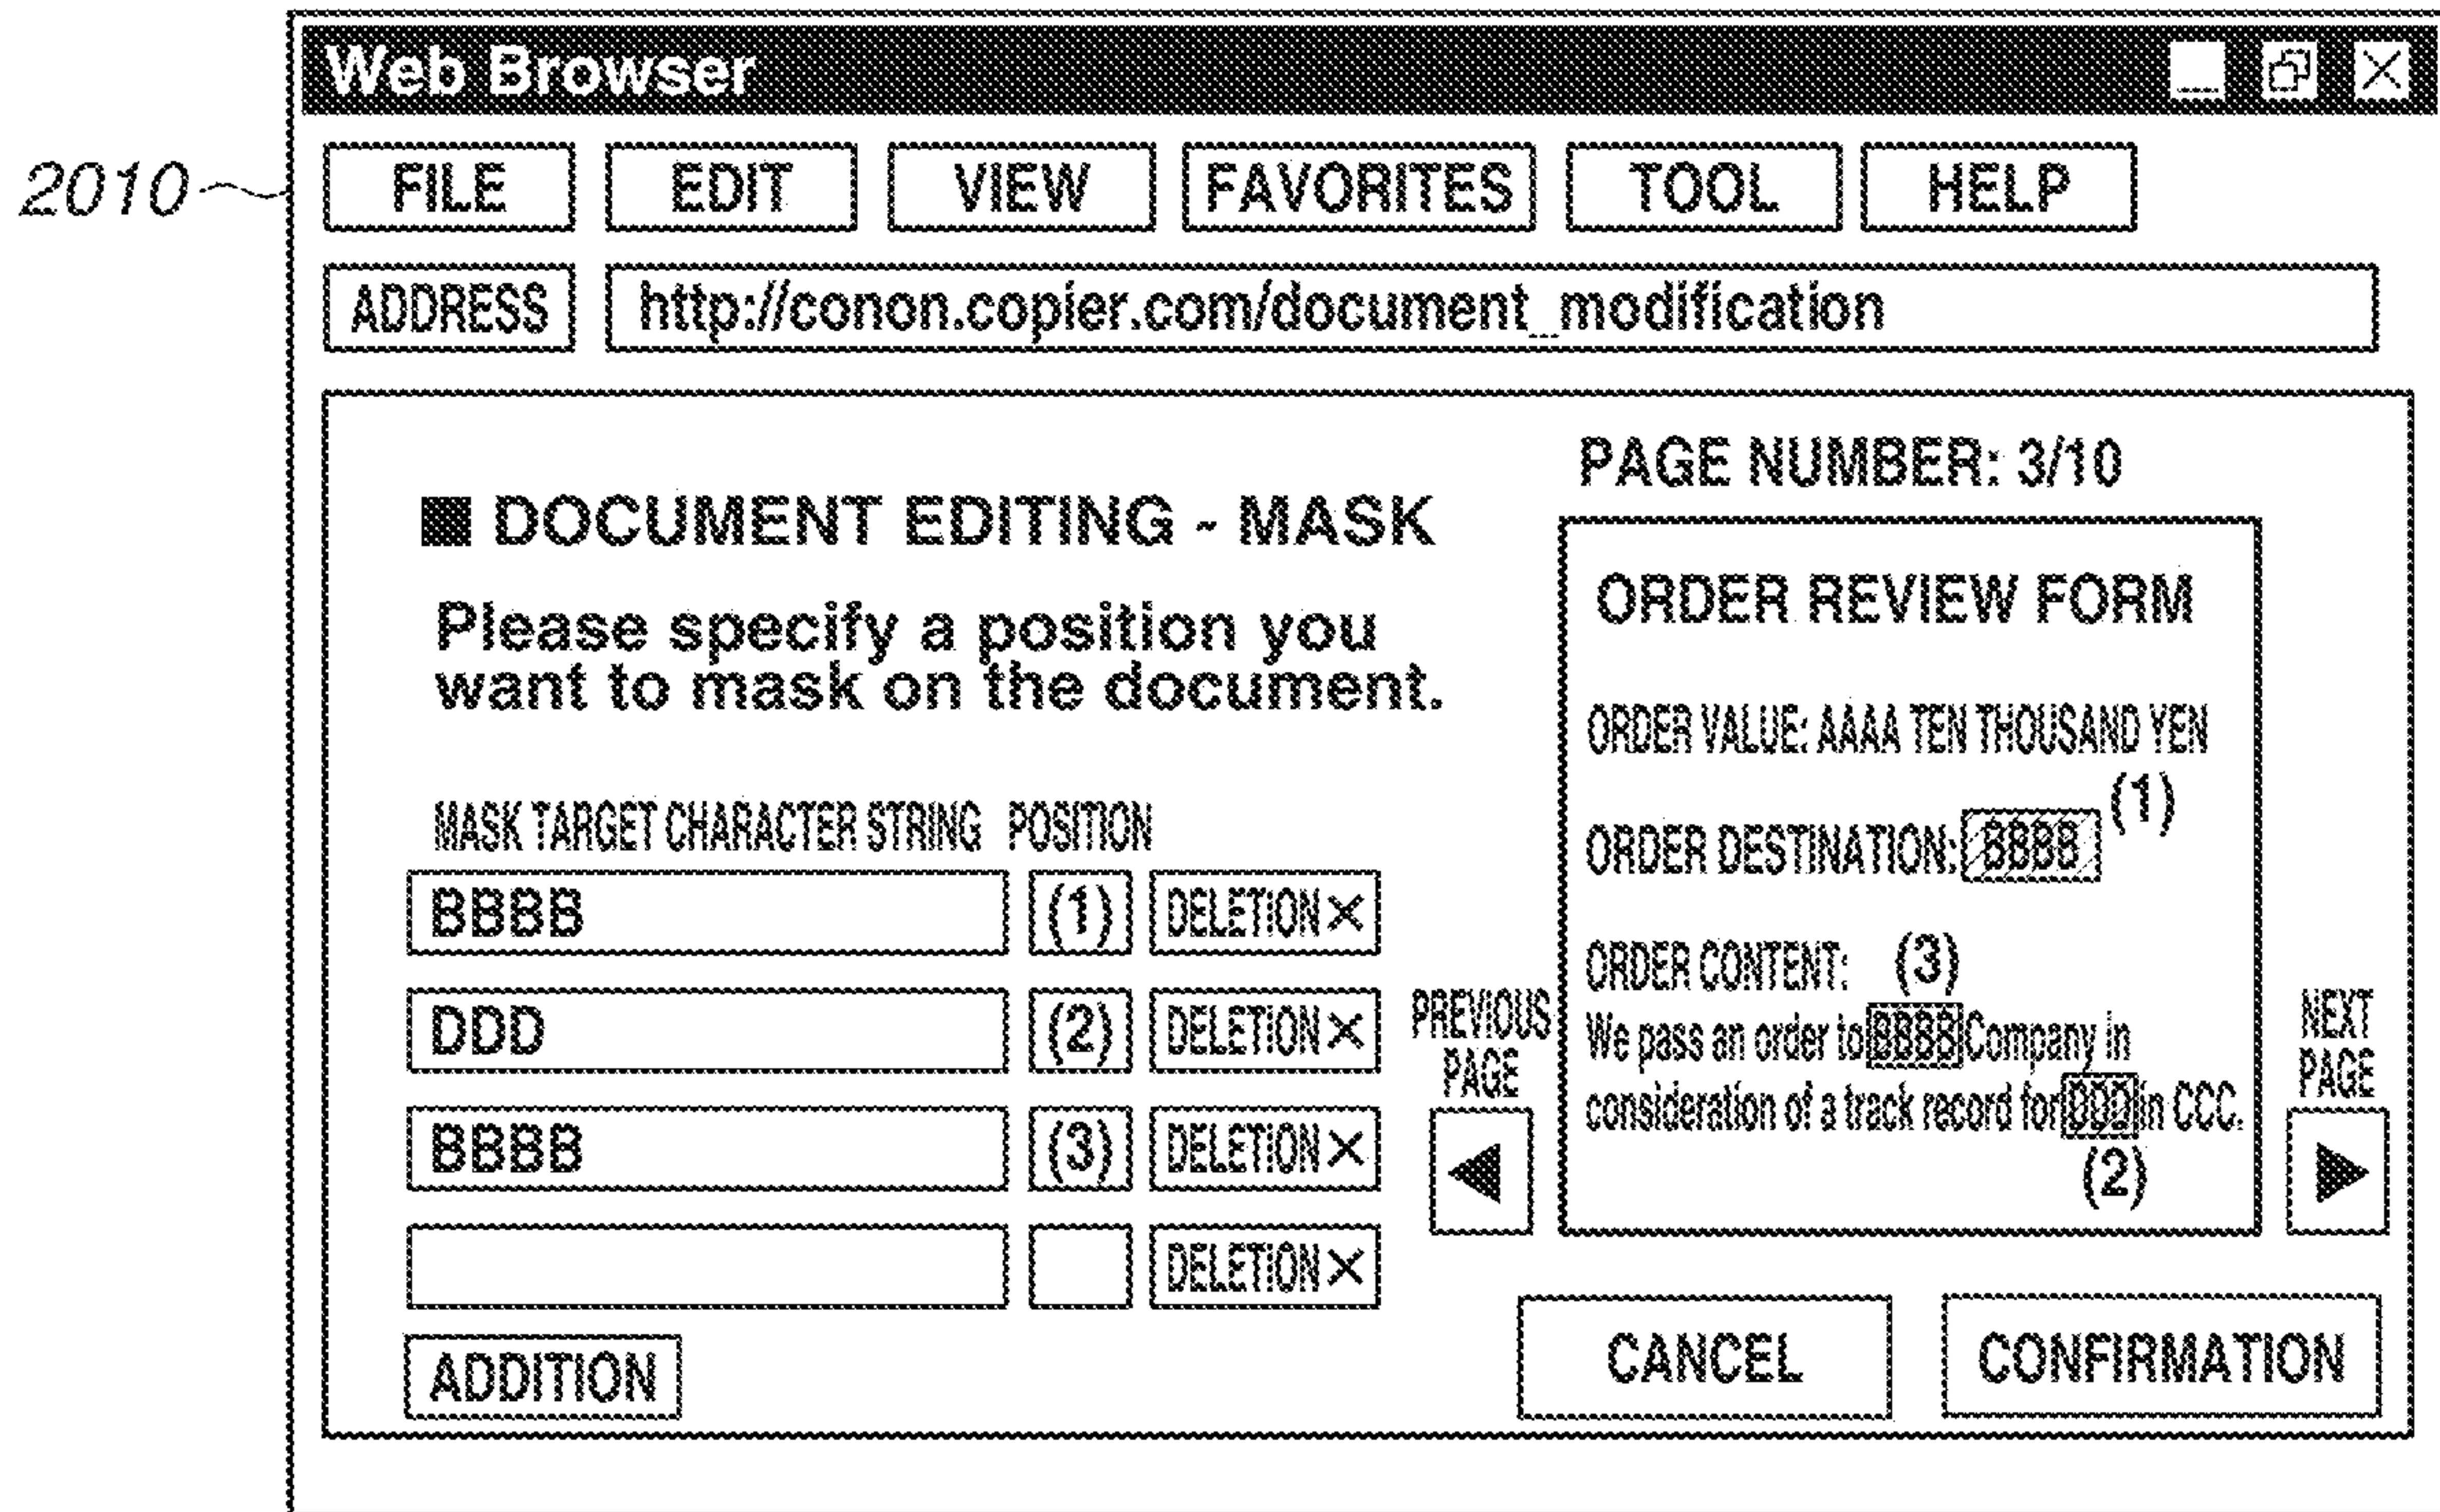 Web Browser
2010
FILE EDIT VIEW FAVORITES TOOL HELP
ADDRESS http://conon.copier.com/document_modification
■ DOCUMENT EDITING - MASK
Please specify a position you
want to mask on the document.
MASK TARGET CHARACTER STRING POSITION
BBBB (1) DELETION ×
DDD (2) DELETION ×
BBBB (3) DELETION ×
DELETION ×
ADDITION
PREVIOUS
PAGE
PAGE NUMBER: 3/10
ORDER REVIEW FORM
ORDER VALUE: AAAA TEN THOUSAND YEN
(1)
ORDER DESTINATION: BBBB
ORDER CONTENT: (3)
We pass an order to BBBB Company in
consideration of a track record for DDD in CCC.
(2)
NEXT
PAGE
CANCEL CONFIRMATION